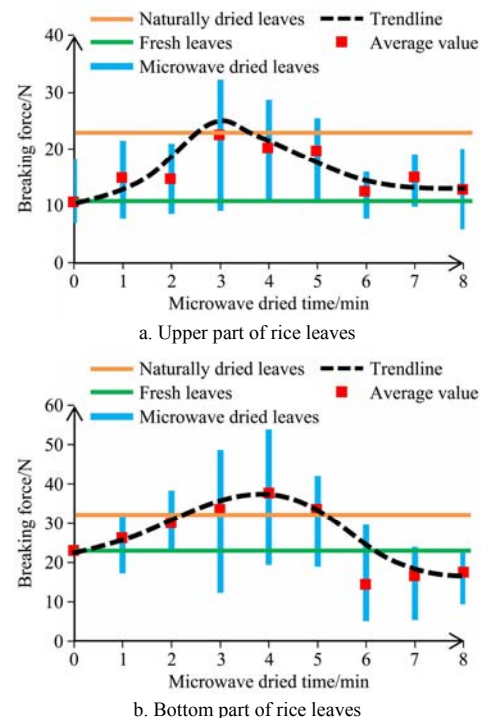 Naturally dried leaves
Trendline
Fresh leaves
Average value
Microwave dried leaves
40
30
20
10
0
Breaking force/N
0 1 2 3 4 5 6 7 8
Microwave dried time/min
a. Upper part of rice leaves
Naturally dried leaves
Trendline
Fresh leaves
Average value
Microwave dried leaves
60
50
40
30
20
10
0
Breaking force/N
0 1 2 3 4 5 6 7 8
Microwave dried time/min
b. Bottom part of rice leaves